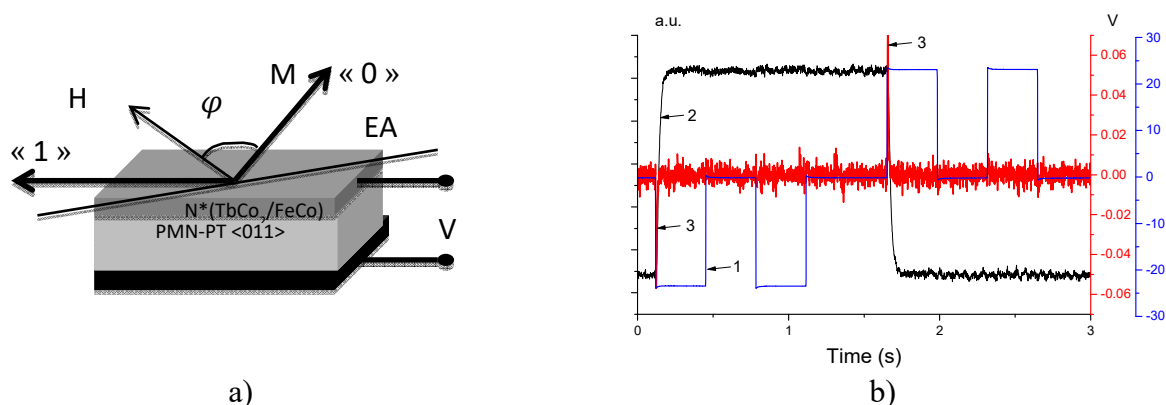 M
« 0 »
H
φ
EA
« 1 »
N*(TbCo₂/FeCo)
PMN-PT <011>
V
a)
a.u.
V
3
2
3
1
0.06
0.04
0.02
0.00
-0.02
-0.04
-0.06
30
20
10
0
-10
-20
-30
0
1
2
3
Time (s)
b)